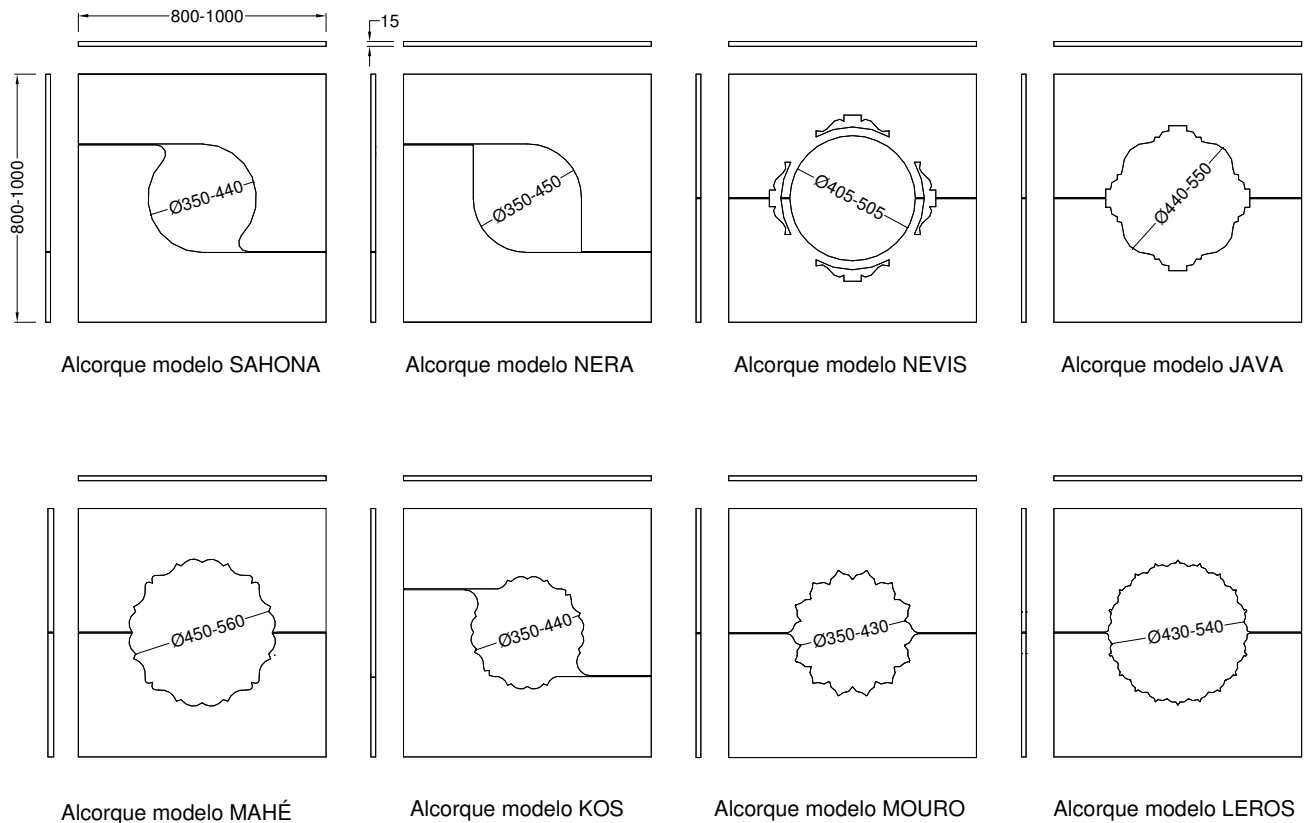 800-1000
15
800-1000
Ø350-440
Ø350-450
Ø405-505
Ø440-550
Alcorque modelo SAHONA
Alcorque modelo NERA
Alcorque modelo NEVIS
Alcorque modelo JAVA
Ø450-560
Ø350-440
Ø350-430
Ø430-540
Alcorque modelo MAHÉ
Alcorque modelo KOS
Alcorque modelo MOURO
Alcorque modelo LEROS